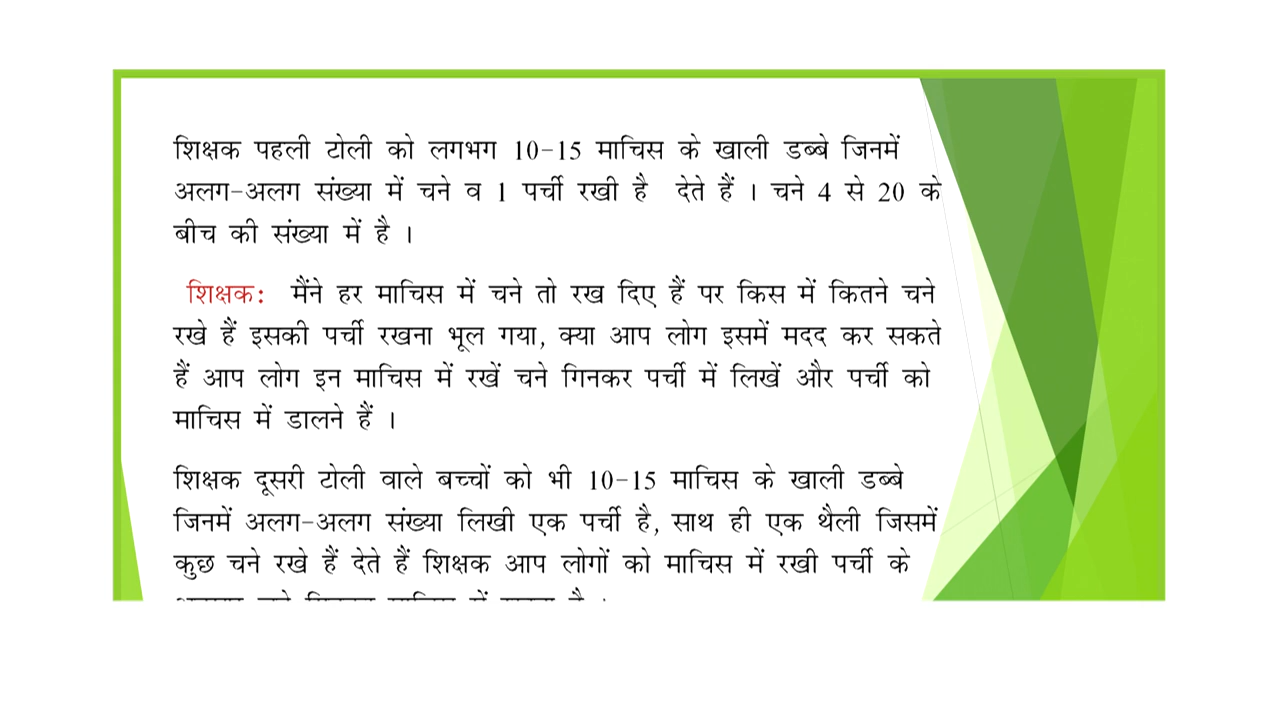 शिक्षक पहली टोली को लगभग 10-15 माचिस के खाली डब्बे जिनमें
अलग-अलग संख्या में चने व 1 पर्ची रखी है देते हैं । चने 4 से 20 के
बीच की संख्या में है ।
शिक्षक: मैंने हर माचिस में चने तो रख दिए हैं पर किस में कितने चने
रखे हैं इसकी पर्ची रखना भूल गया, क्या आप लोग इसमें मदद कर सकते
हैं आप लोग इन माचिस में रखें चने गिनकर पर्ची में लिखें और पर्ची को
माचिस में डालने हैं ।
शिक्षक दूसरी टोली वाले बच्चों को भी 10-15 माचिस के खाली डब्बे
जिनमें अलग-अलग संख्या लिखी एक पर्ची है, साथ ही एक थैली जिसमें
कुछ चने रखे हैं देते हैं शिक्षक आप लोगों को माचिस में रखी पर्ची के